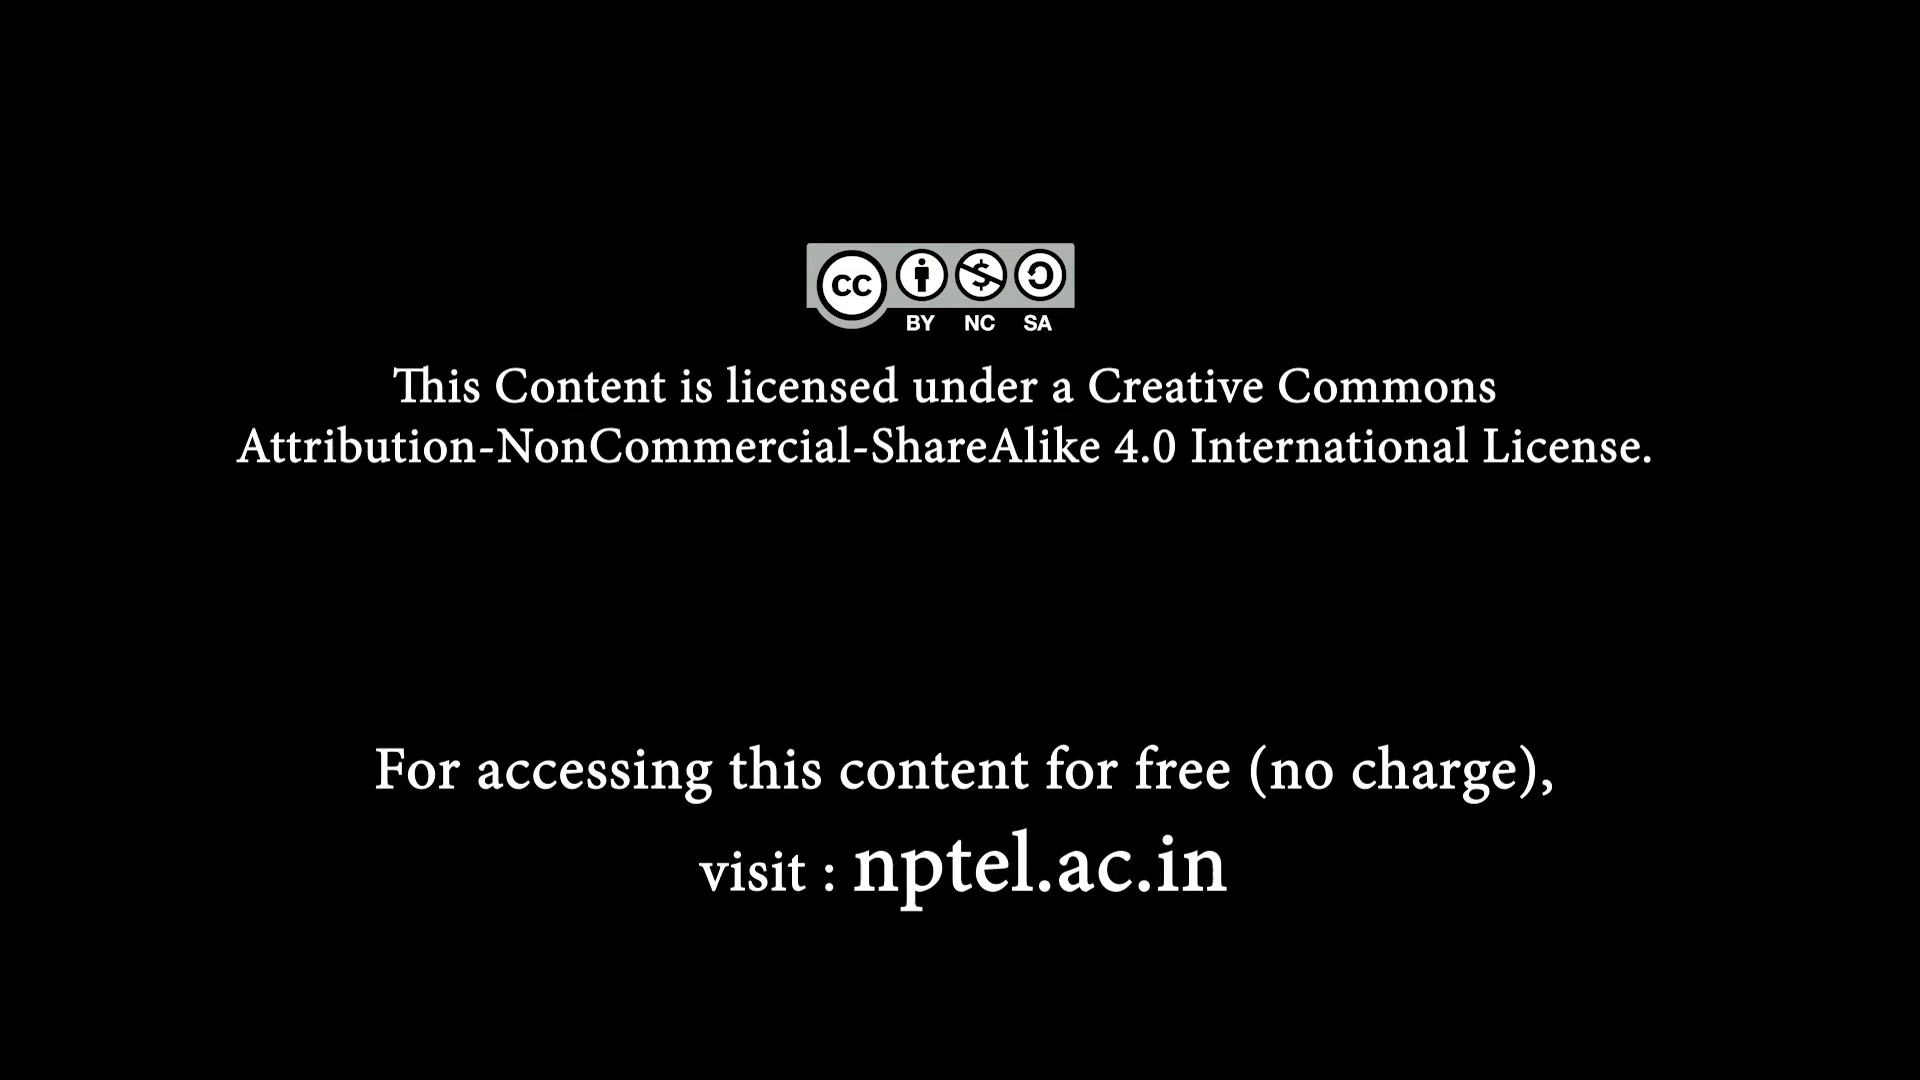 CC
BY NC SA
This Content is licensed under a Creative Commons
Attribution-NonCommercial-ShareAlike 4.0 International License.
For accessing this content for free (no charge),
visit : nptel.ac.in